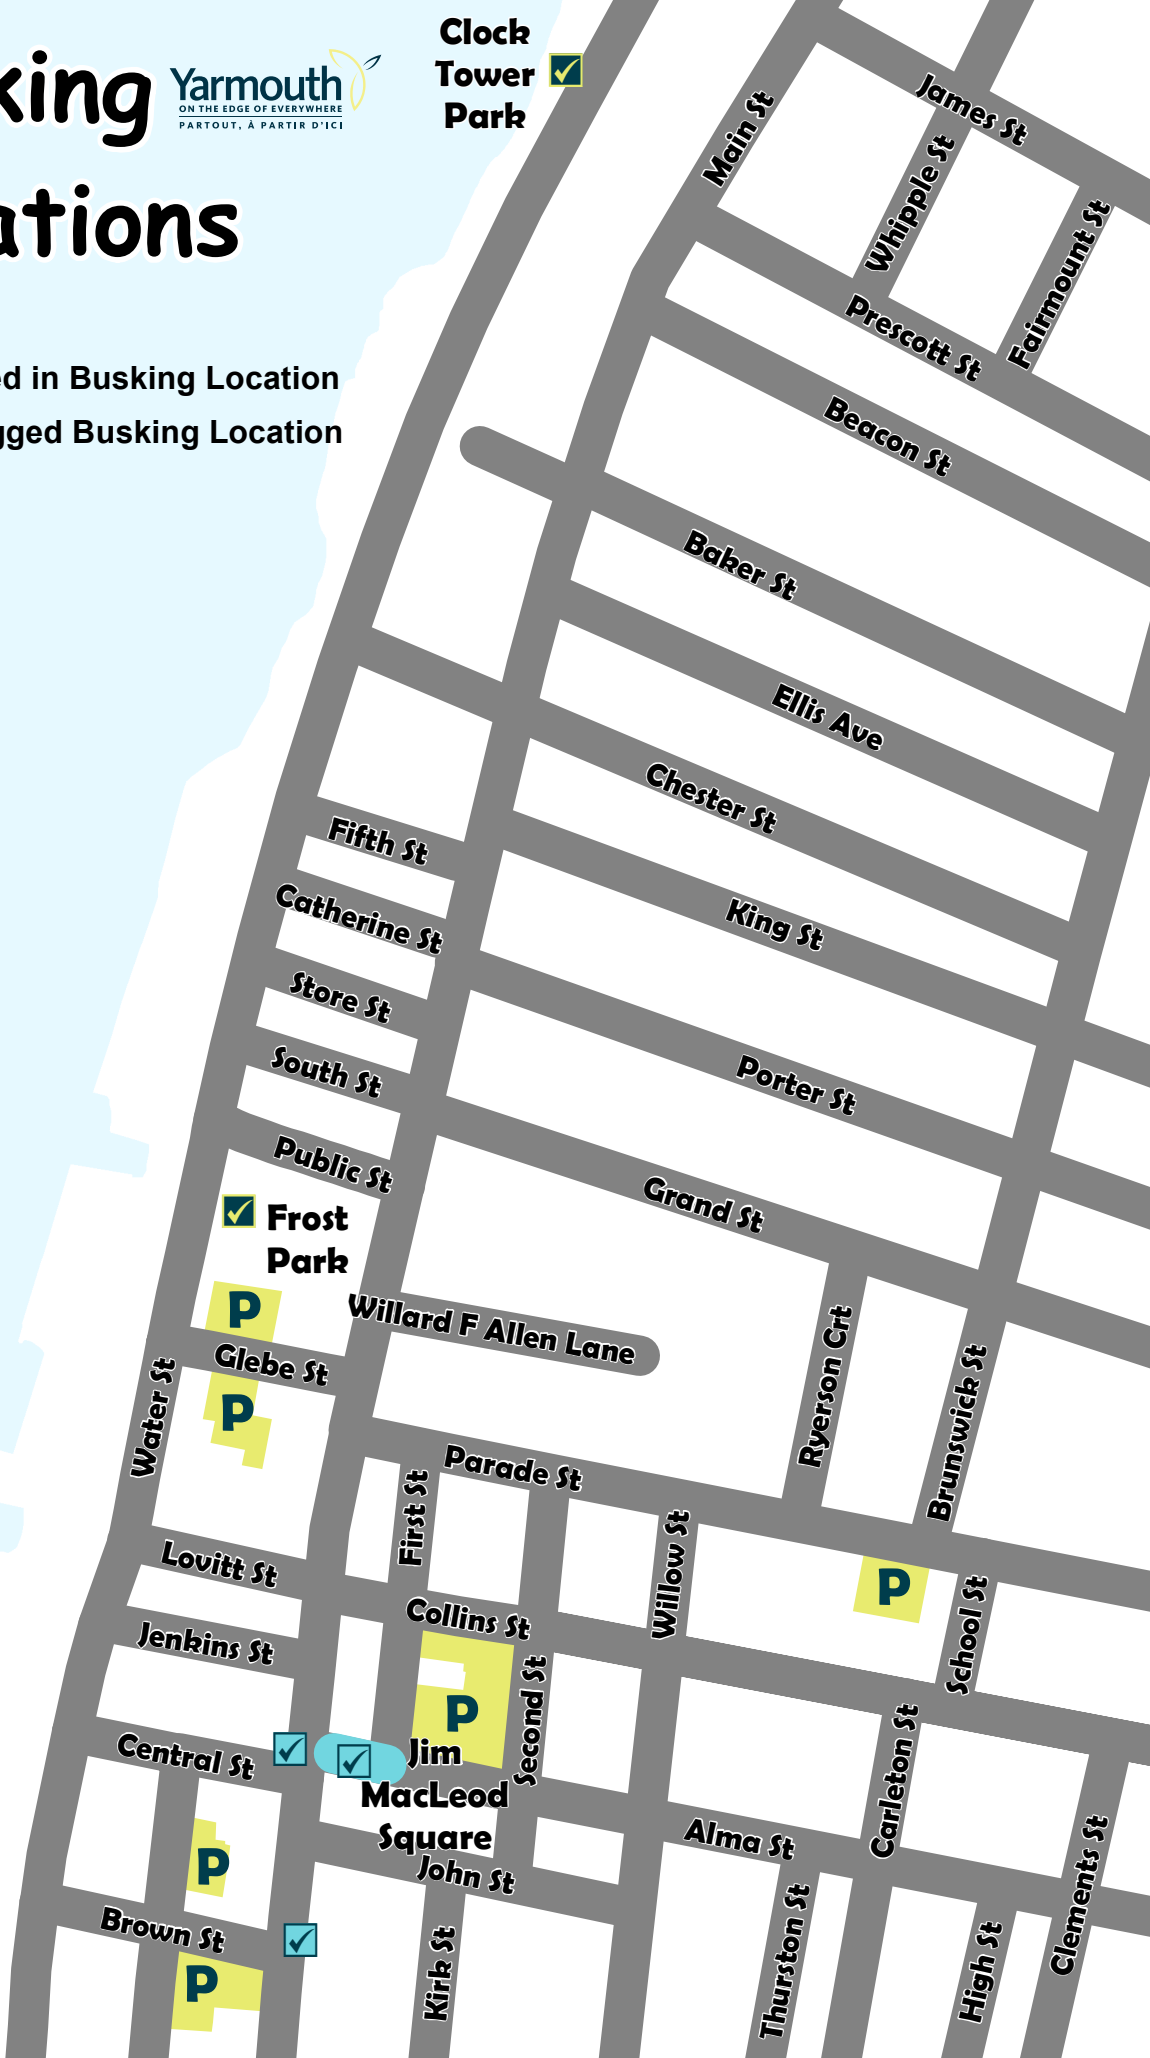 king
ations
Yarmouth
ON THE EDGE OF EVERYWHERE
PARTOUT, À PARTIR D'ICI
Clock
Tower
Park
ed in Busking Location
gged Busking Location
Main St
James St
Whipple St
Fairmount St
Prescott St
Beacon St
Baker St
Ellis Ave
Chester St
Fifth St
King St
Catherine St
Store St
South St
Porter St
Public St
Grand St
Frost
Park
P
Willard F Allen Lane
Glebe St
P
Water St
Ryerson Crt
Brunswick St
Parade St
First St
Willow St
P
Lovitt St
Collins St
School St
Jenkins St
P
Second St
Central St
Jim
MacLeod
Square
Carleton St
Alma St
Clements St
P
John St
Brown St
Kirk St
Thurston St
High St
P